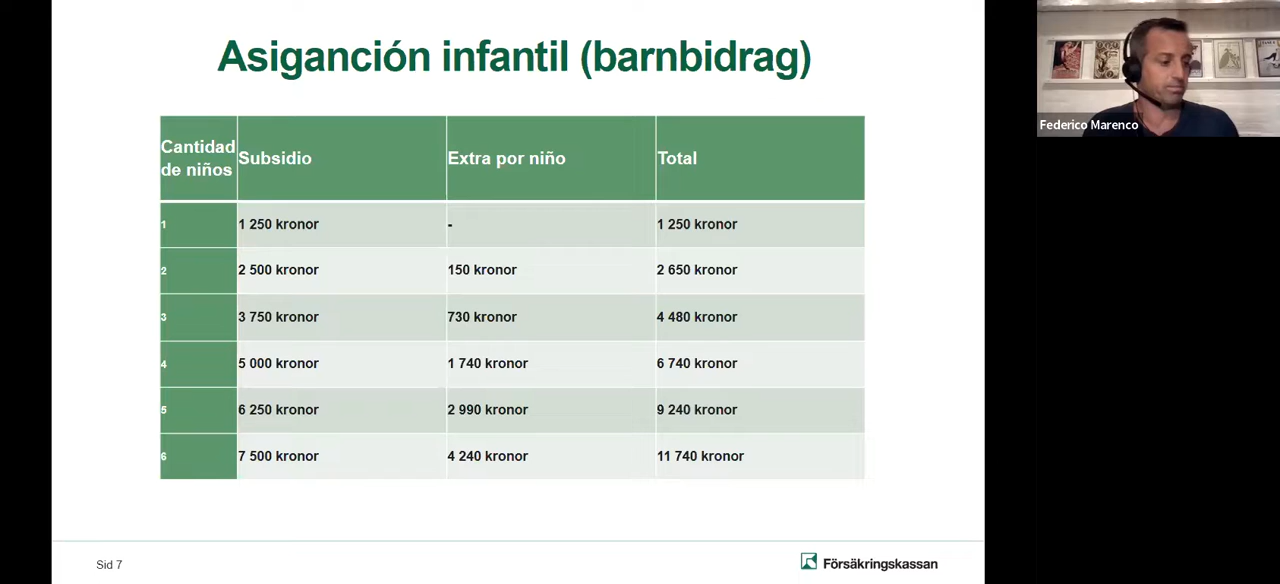 Asiganción infantil (barnbidrag)
Cantidad
de niños
Subsidio
Extra por niño
Total
1
1 250 kronor
-
1 250 kronor
2
2 500 kronor
150 kronor
2 650 kronor
3
3 750 kronor
730 kronor
4 480 kronor
4
5 000 kronor
1 740 kronor
6 740 kronor
5
6 250 kronor
2 990 kronor
9 240 kronor
6
7 500 kronor
4 240 kronor
11 740 kronor
Sid 7
Försäkringskassan
Federico Marenco